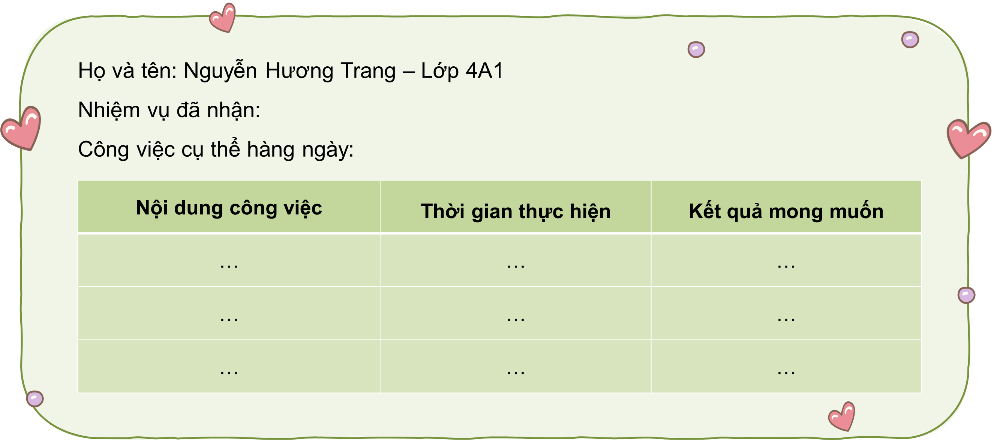 Họ và tên: Nguyễn Hương Trang – Lớp 4A1
Nhiệm vụ đã nhận:
Công việc cụ thể hàng ngày:
Nội dung công việc Thời gian thực hiện Kết quả mong muốn
… … …
… … …
… … …